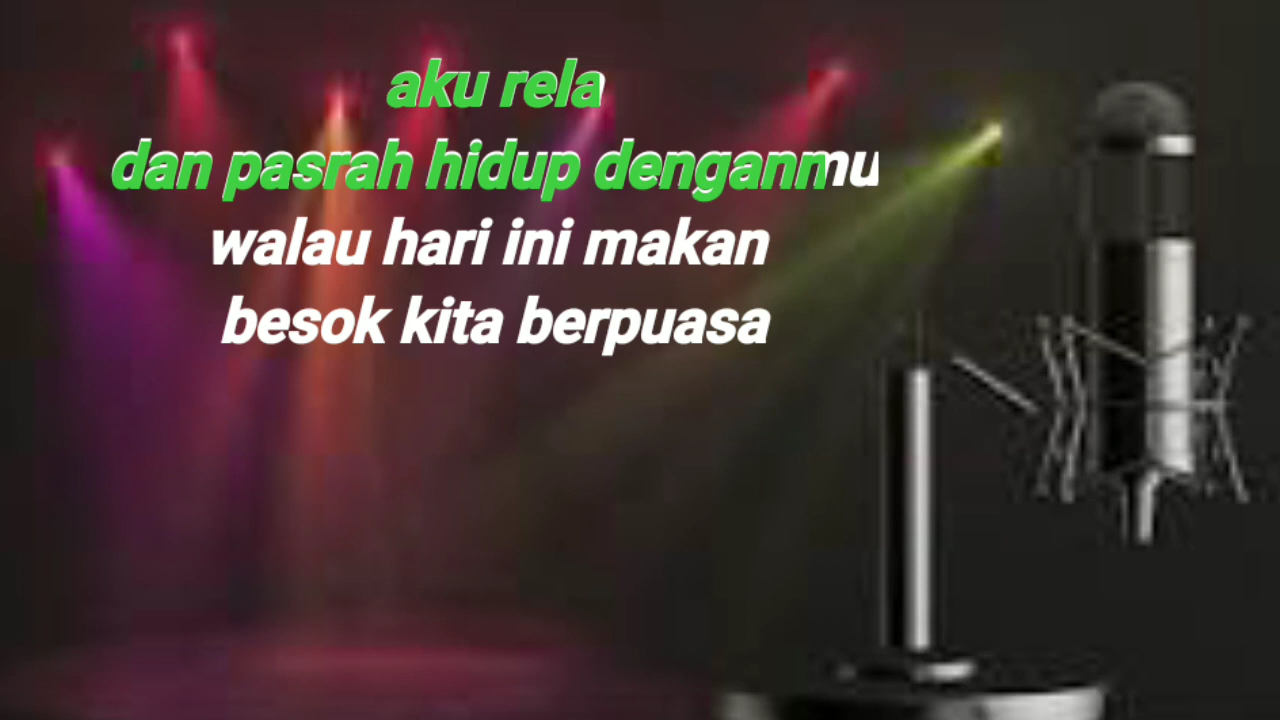 aku rela
dan pasrah hidup denganmu
walau hari ini makan
besok kita berpuasa